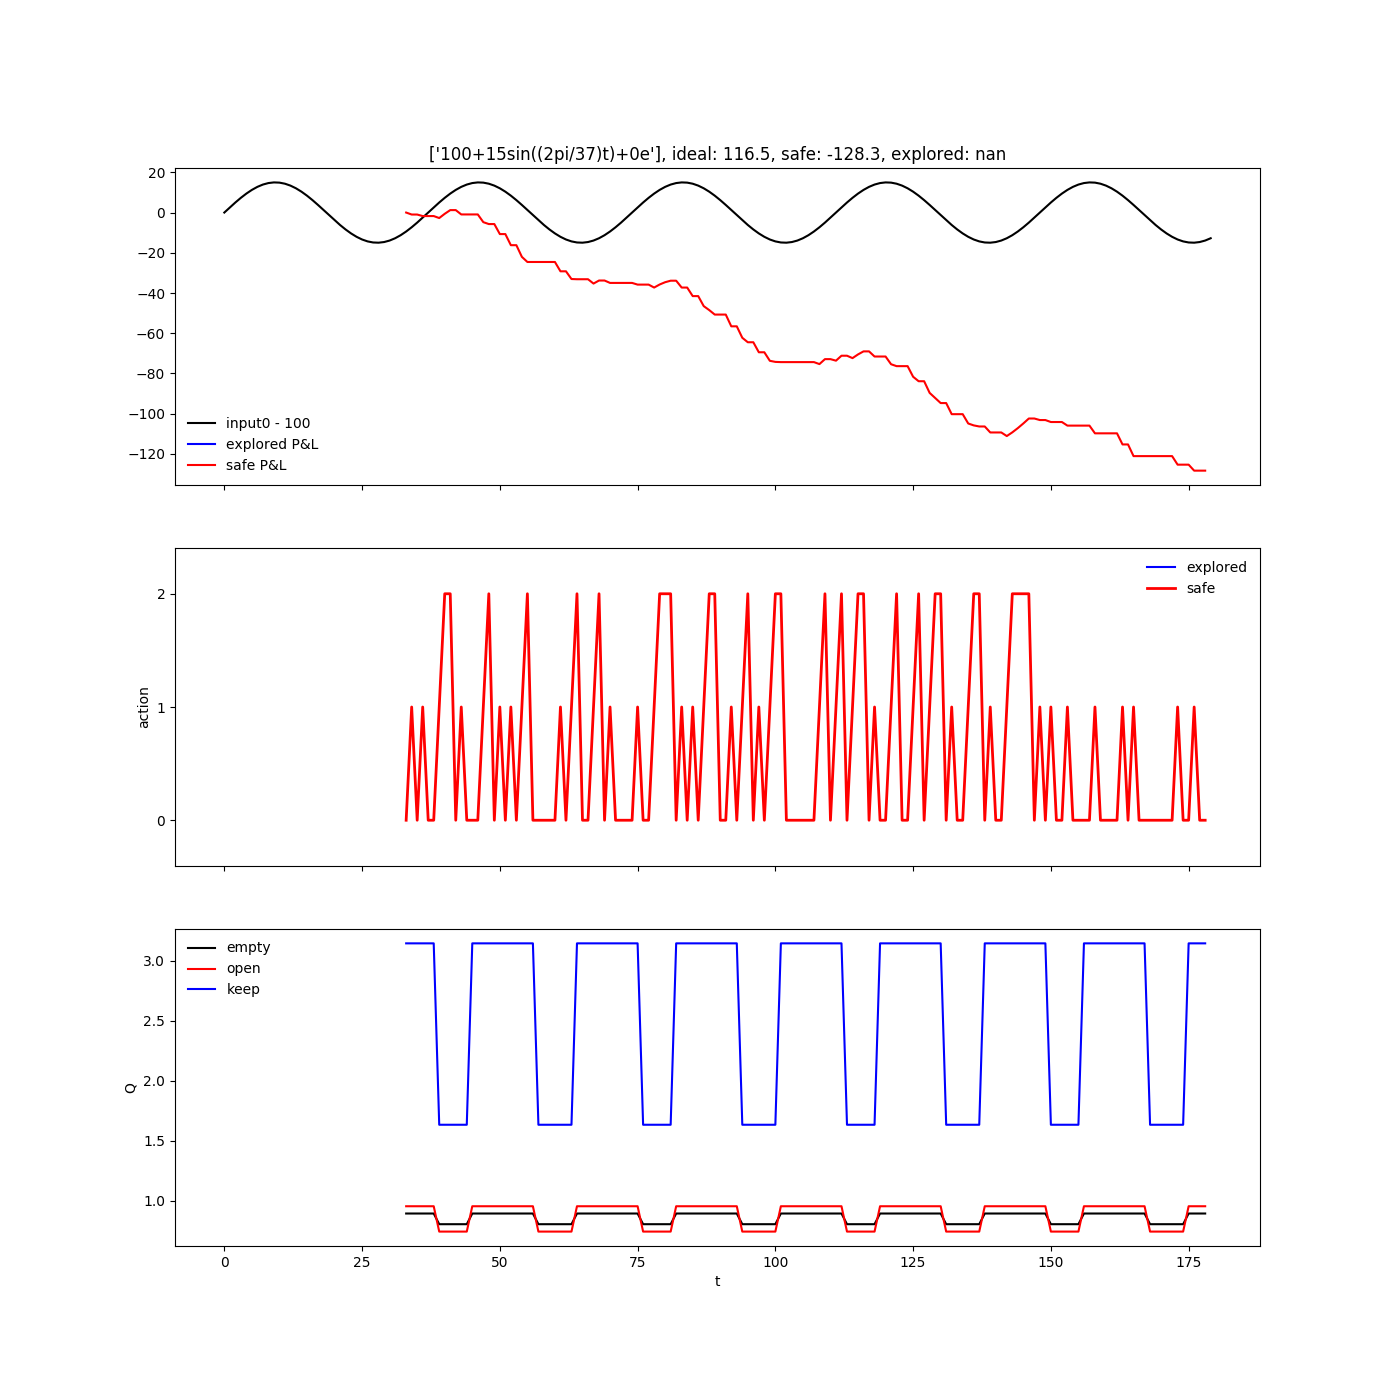 ['100+15sin((2pi/37)t)+0e'], ideal: 116.5, safe: -128.3, explored: nan
20
0
−20
−40
−60
−80
−100
−120
input0 - 100
explored P&L
safe P&L
2
1
0
action
explored
safe
3.0
2.5
2.0
1.5
1.0
Q
empty
open
keep
0 25 50 75 100 125 150 175
t